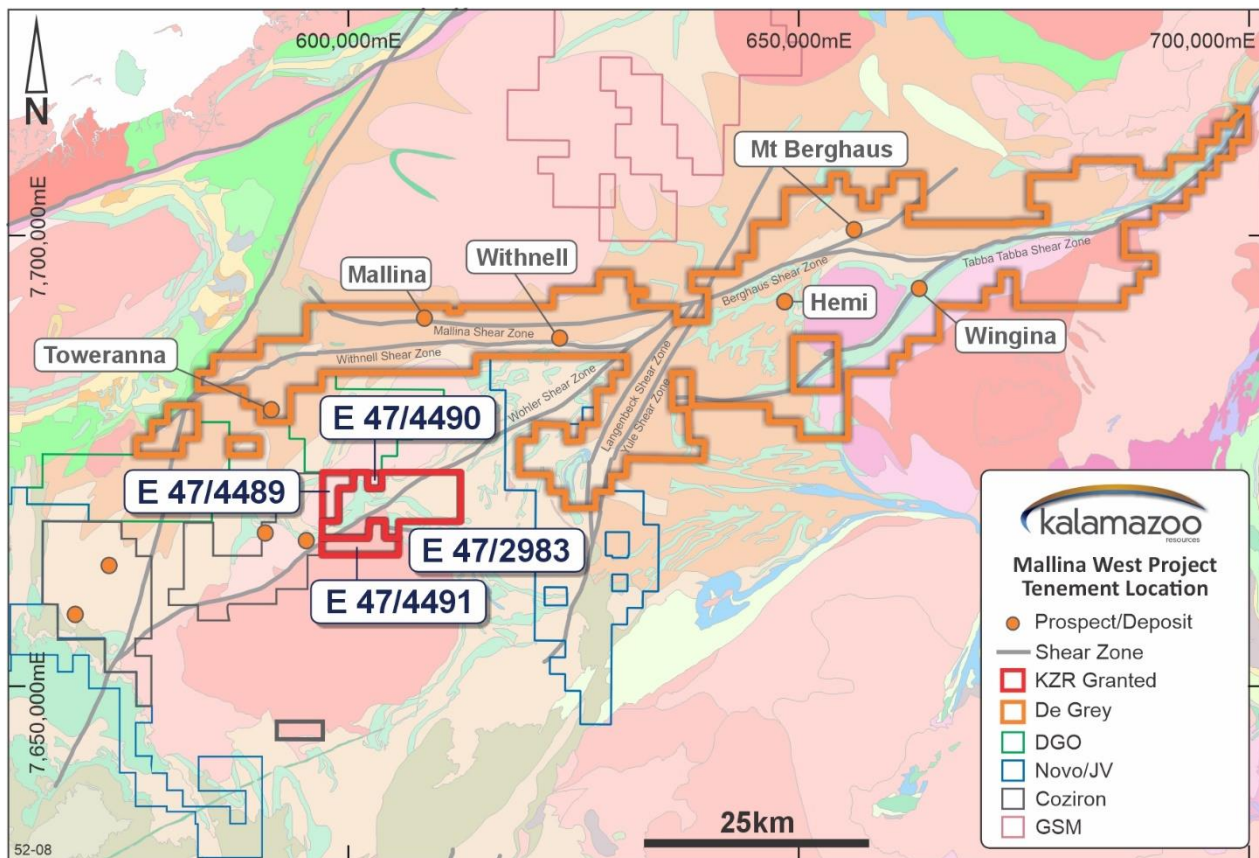 600,000mE
650,000mE
700,000mE
N
Mt Berghaus
7,700,000mE
Withnell
Mallina
Berghaus Shear Zone
Tabba Tabba Shear Zone
Hemi
Mallina Shear Zone
Wingina
Toweranna
Withnell Shear Zone
Wohler Shear Zone
Langenbeck Shear Zone
Yule Shear Zone
E 47/4490
E 47/4489
E 47/2983
E 47/4491
7,650,000mE
kalamazoo
resources
Mallina West Project
Tenement Location
Prospect/Deposit
Shear Zone
KZR Granted
De Grey
DGO
Novo/JV
Coziron
GSM
25km
52-08